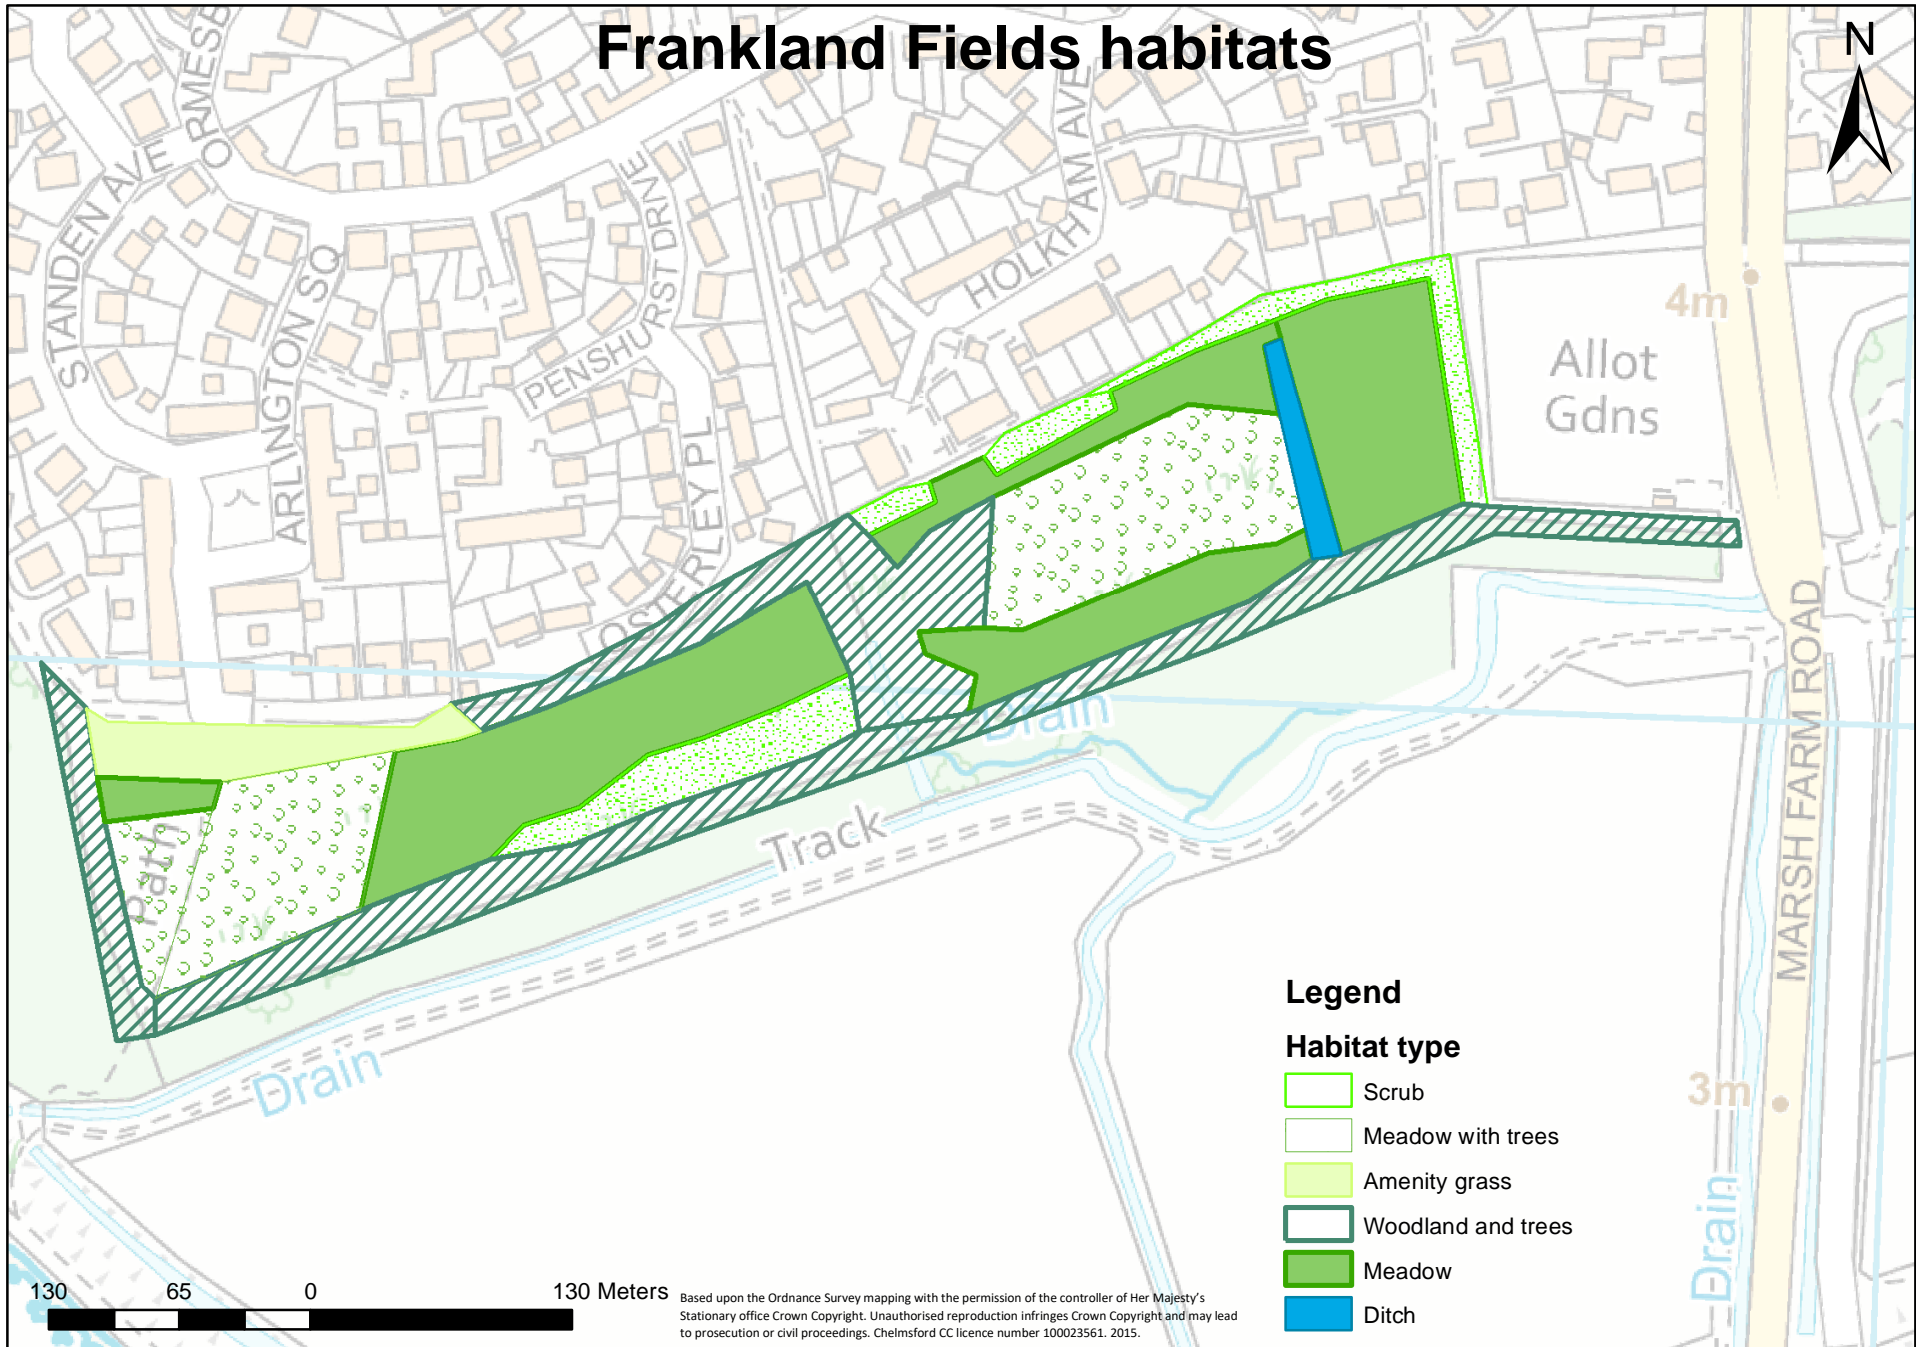 Frankland Fields habitats
N
ORMESB
STANDEN AVE
ARLINGTON SQ
PENSHURST DRIVE
OSTERLEY PL
HOLKHAM AVE
4m
Allot
Gdns
MARSH FARM ROAD
Path
Drain
Track
Drain
3m
Drain
Legend
Habitat type
Scrub
Meadow with trees
Amenity grass
Woodland and trees
Meadow
Ditch
130 65 0 130 Meters
Based upon the Ordnance Survey mapping with the permission of the controller of Her Majesty's
Stationary office Crown Copyright. Unauthorised reproduction infringes Crown Copyright and may lead
to prosecution or civil proceedings. Chelmsford CC licence number 100023561. 2015.